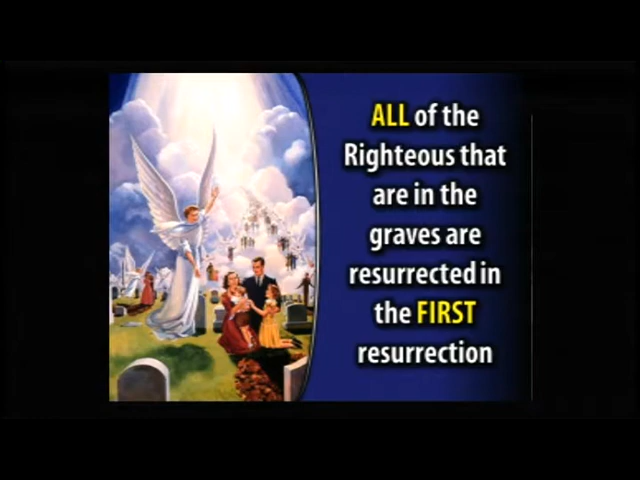 ALL of the
Righteous that
are in the
graves are
resurrected in
the FIRST
resurrection